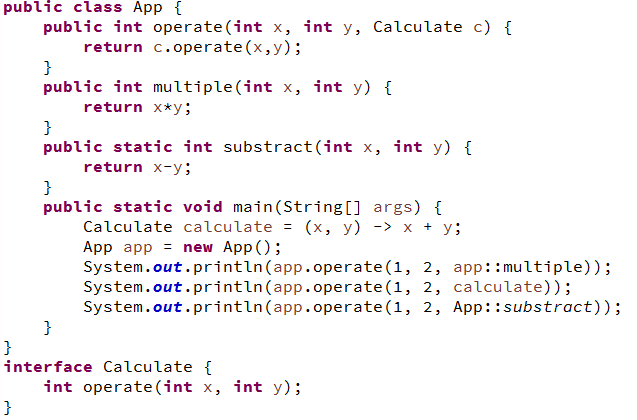 public class App {
    public int operate(int x, int y, Calculate c) {
        return c.operate(x,y);
    }
    public int multiple(int x, int y) {
        return x*y;
    }
    public static int substract(int x, int y) {
        return x-y;
    }
    public static void main(String[] args) {
        Calculate calculate = (x, y) -> x + y;
        App app = new App();
        System.out.println(app.operate(1, 2, app::multiple));
        System.out.println(app.operate(1, 2, calculate));
        System.out.println(app.operate(1, 2, App::substract));
    }
}
interface Calculate {
    int operate(int x, int y);
}